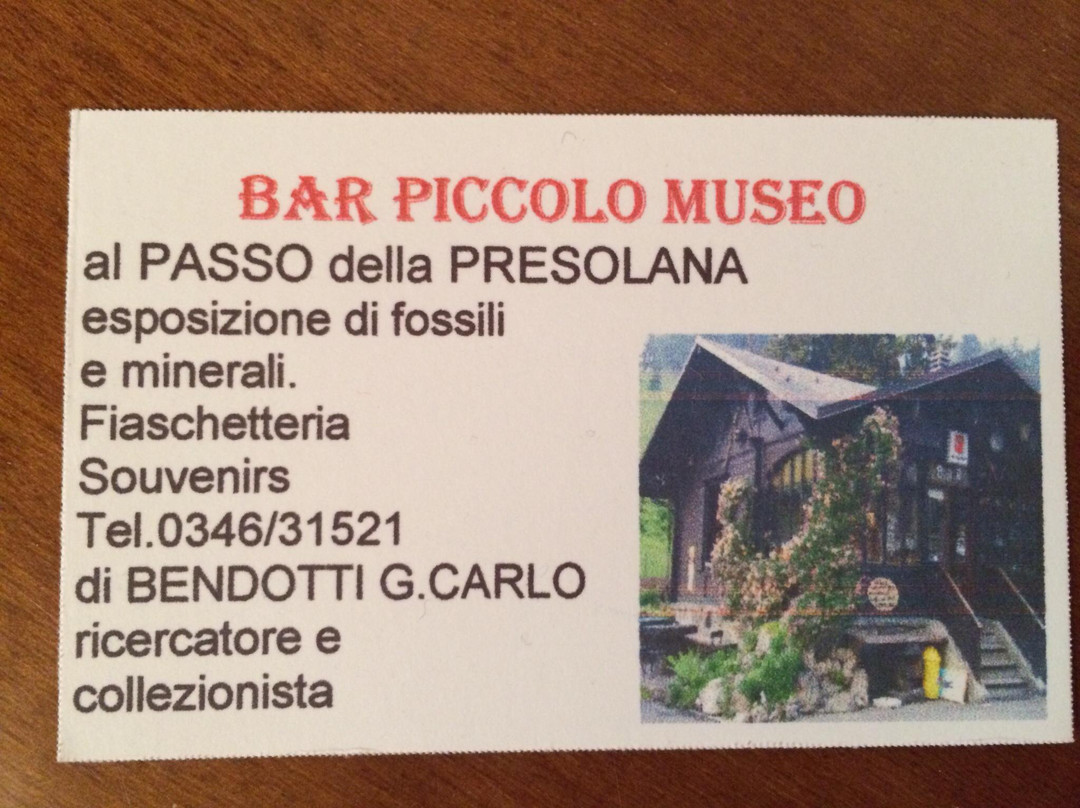 BAR PICCOLO MUSEO
al PASSO della PRESOLANA
esposizione di fossili
e minerali.
Fiaschetteria
Souvenirs
Tel.0346/31521
di BENDOTTI G.CARLO
ricercatore e
collezionista